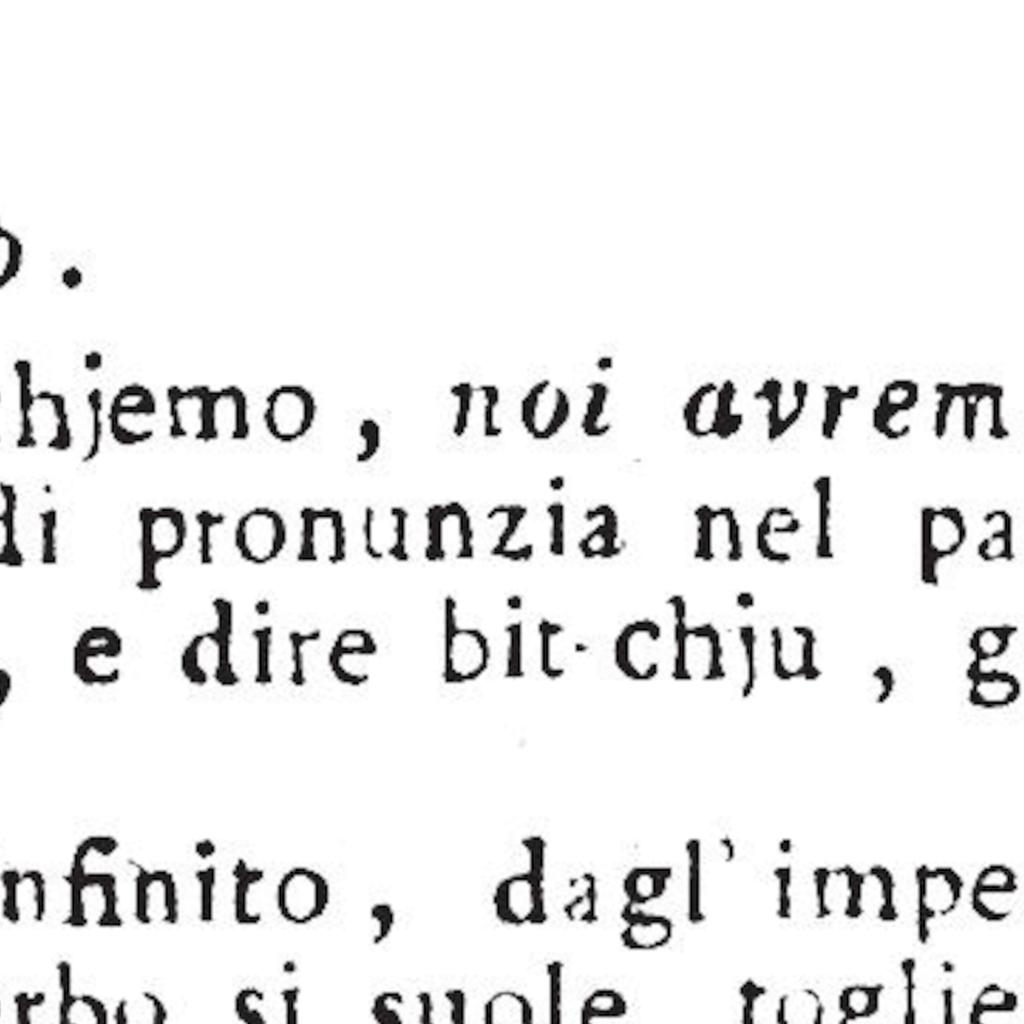 .
hjemo , noi avrem
di pronunzia nel pa
, e dire bit-chju , g
nfinito , dagl' impe
rbo si suole toglie